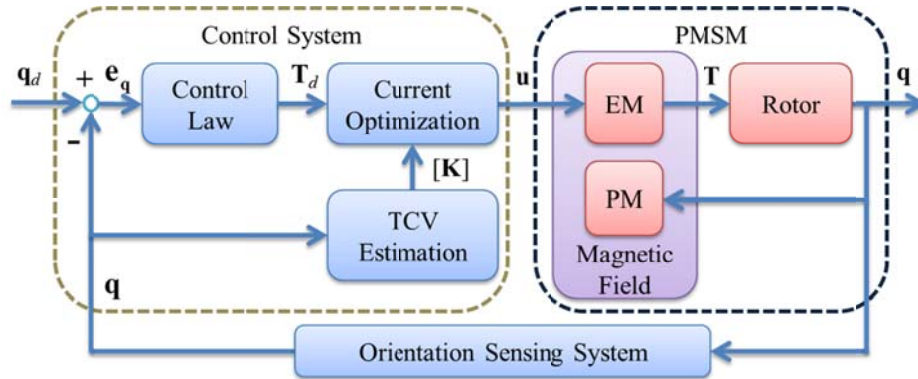 Control System
PMSM
q_d
+
e_q
Control
Law
T_d
Current
Optimization
u
EM
T
Rotor
q
−
[K]
PM
TCV
Estimation
Magnetic
Field
q
Orientation Sensing System